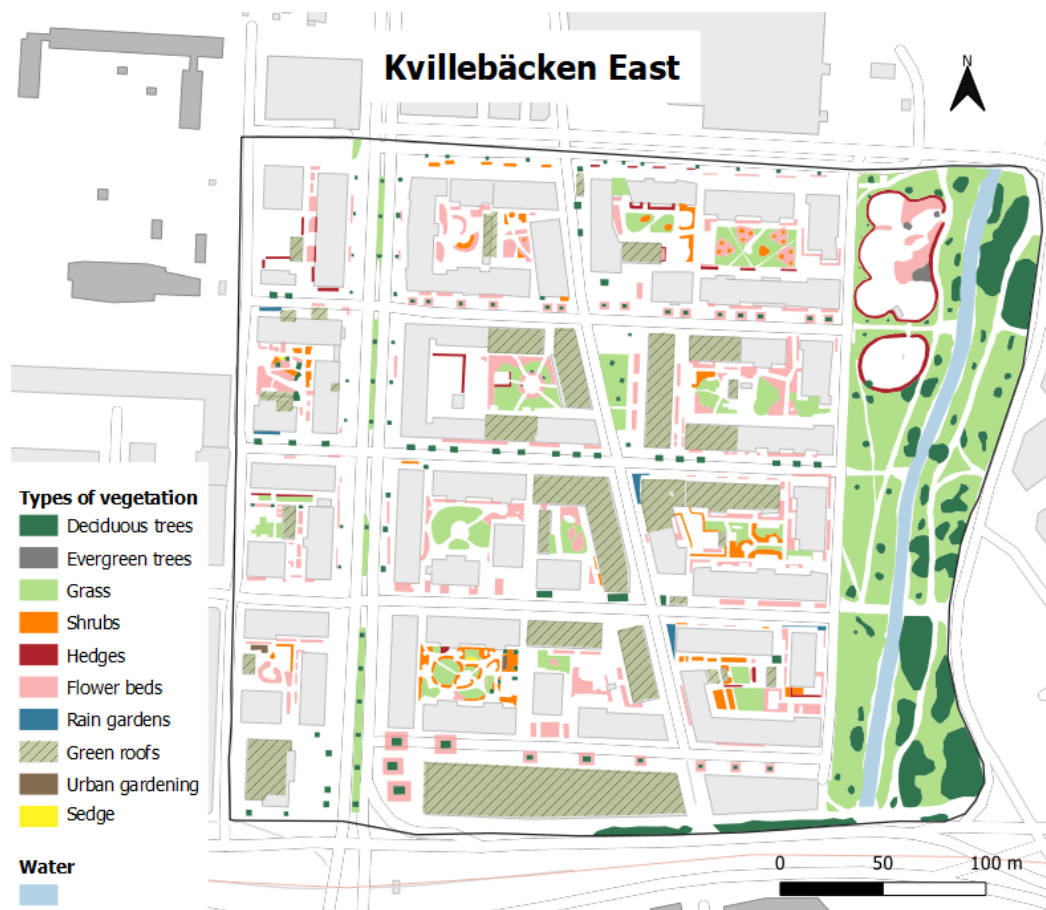 Kvillebäcken East
N
Types of vegetation
Deciduous trees
Evergreen trees
Grass
Shrubs
Hedges
Flower beds
Rain gardens
Green roofs
Urban gardening
Sedge
Water
0 50 100 m